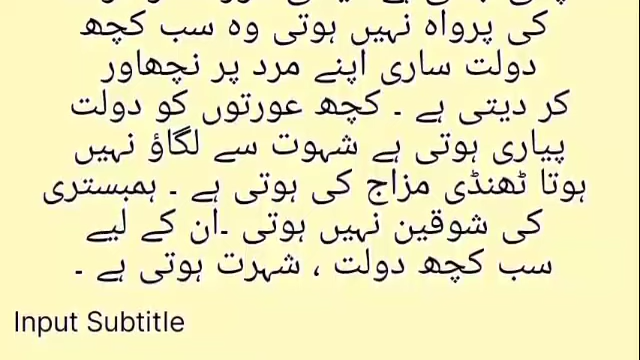 کی پرواہ نہیں ہوتی وہ سب کچھ
دولت ساری اپنے مرد پر نچھاور
کر دیتی ہے ۔ کچھ عورتوں کو دولت
پیاری ہوتی ہے شہوت سے لگاؤ نہیں
ہوتا ٹھنڈی مزاج کی ہوتی ہے ۔ ہمبستری
کی شوقین نہیں ہوتی ۔ان کے لیے
سب کچھ دولت ، شہرت ہوتی ہے ۔
Input Subtitle